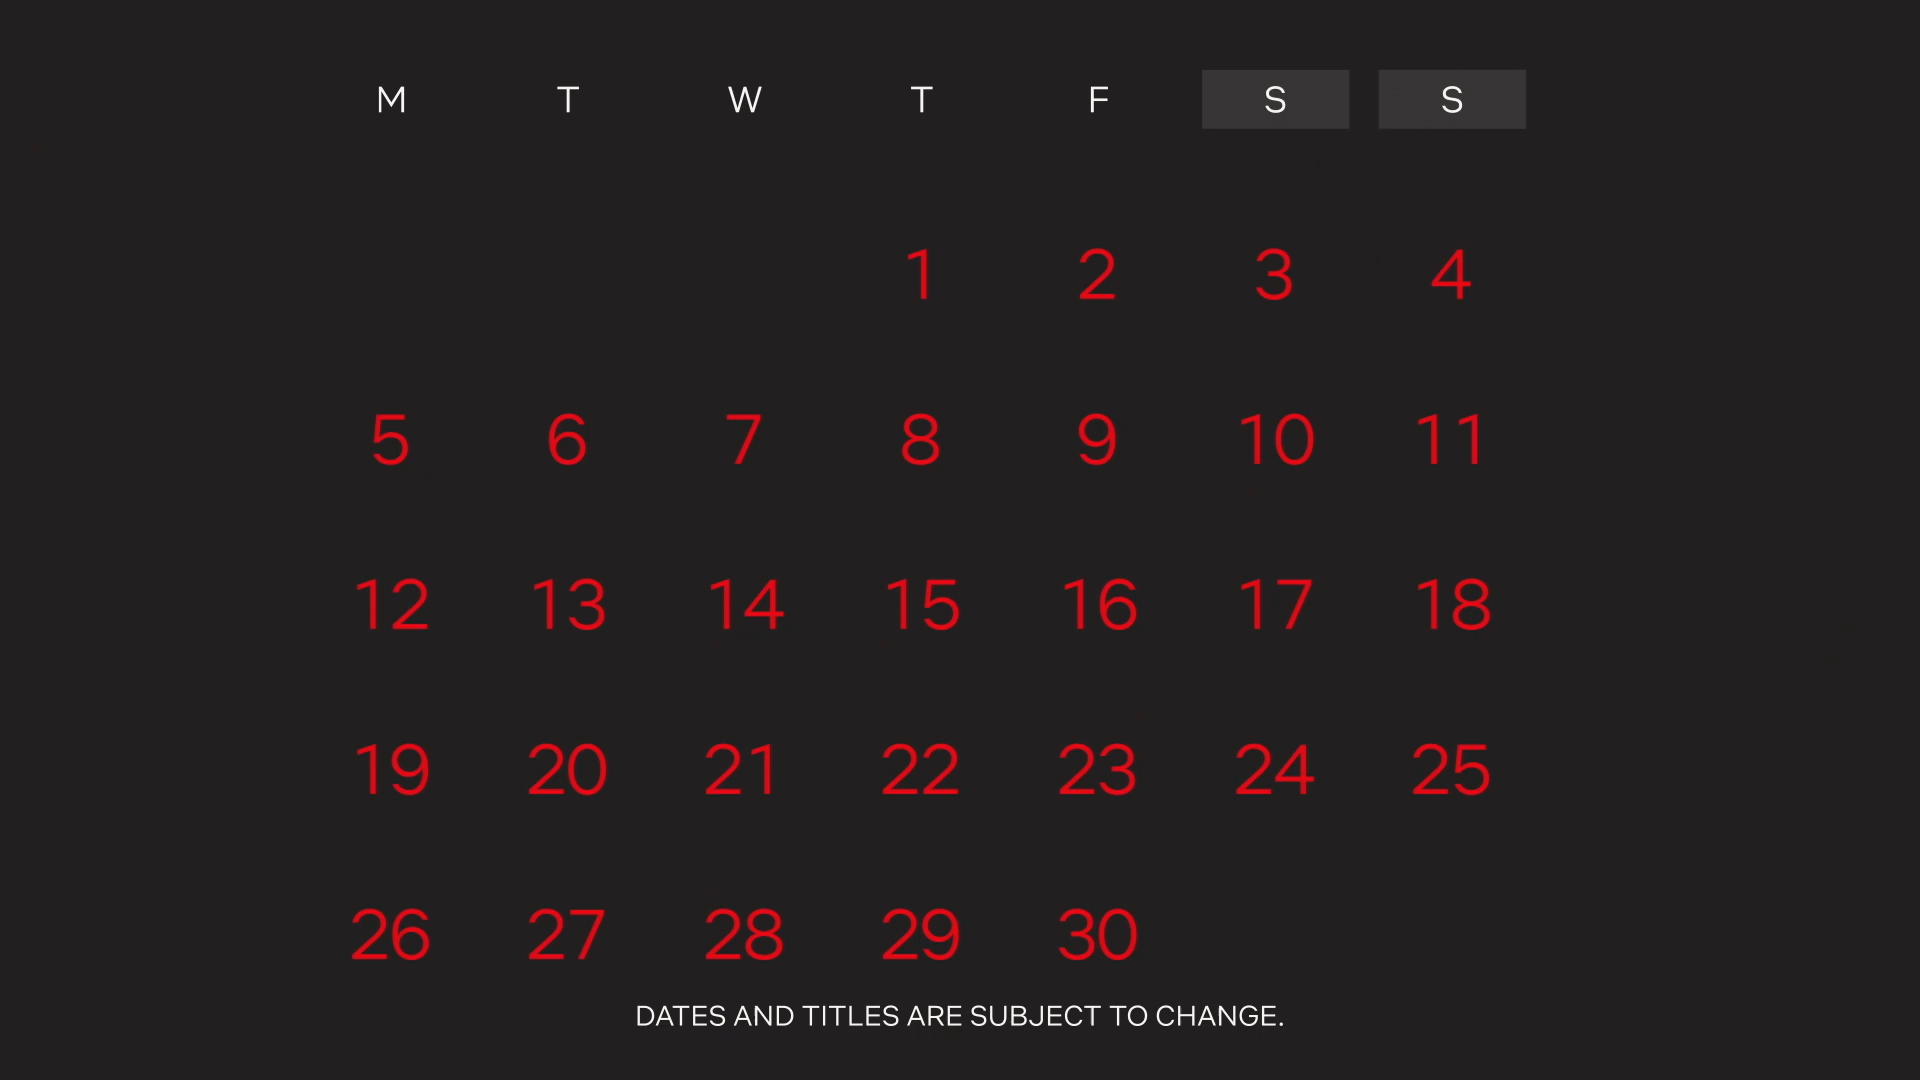 M T W T F S S
1 2 3 4
5 6 7 8 9 10 11
12 13 14 15 16 17 18
19 20 21 22 23 24 25
26 27 28 29 30
DATES AND TITLES ARE SUBJECT TO CHANGE.